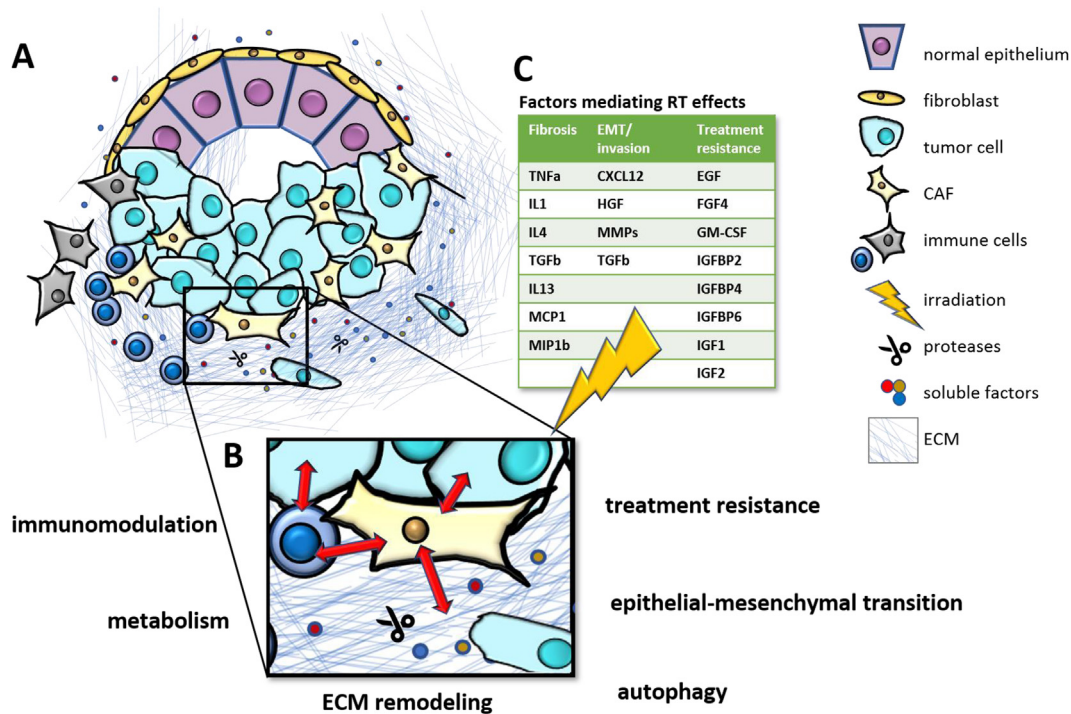 A
C
Factors mediating RT effects
Fibrosis EMT/ invasion Treatment resistance
TNFa CXCL12 EGF
IL1 HGF FGF4
IL4 MMPs GM-CSF
TGFb TGFb IGFBP2
IL13 IGFBP4
MCP1 IGFBP6
MIP1b IGF1
IGF2
normal epithelium
fibroblast
tumor cell
CAF
immune cells
irradiation
proteases
soluble factors
ECM
B
immunomodulation
metabolism
ECM remodeling
treatment resistance
epithelial-mesenchymal transition
autophagy